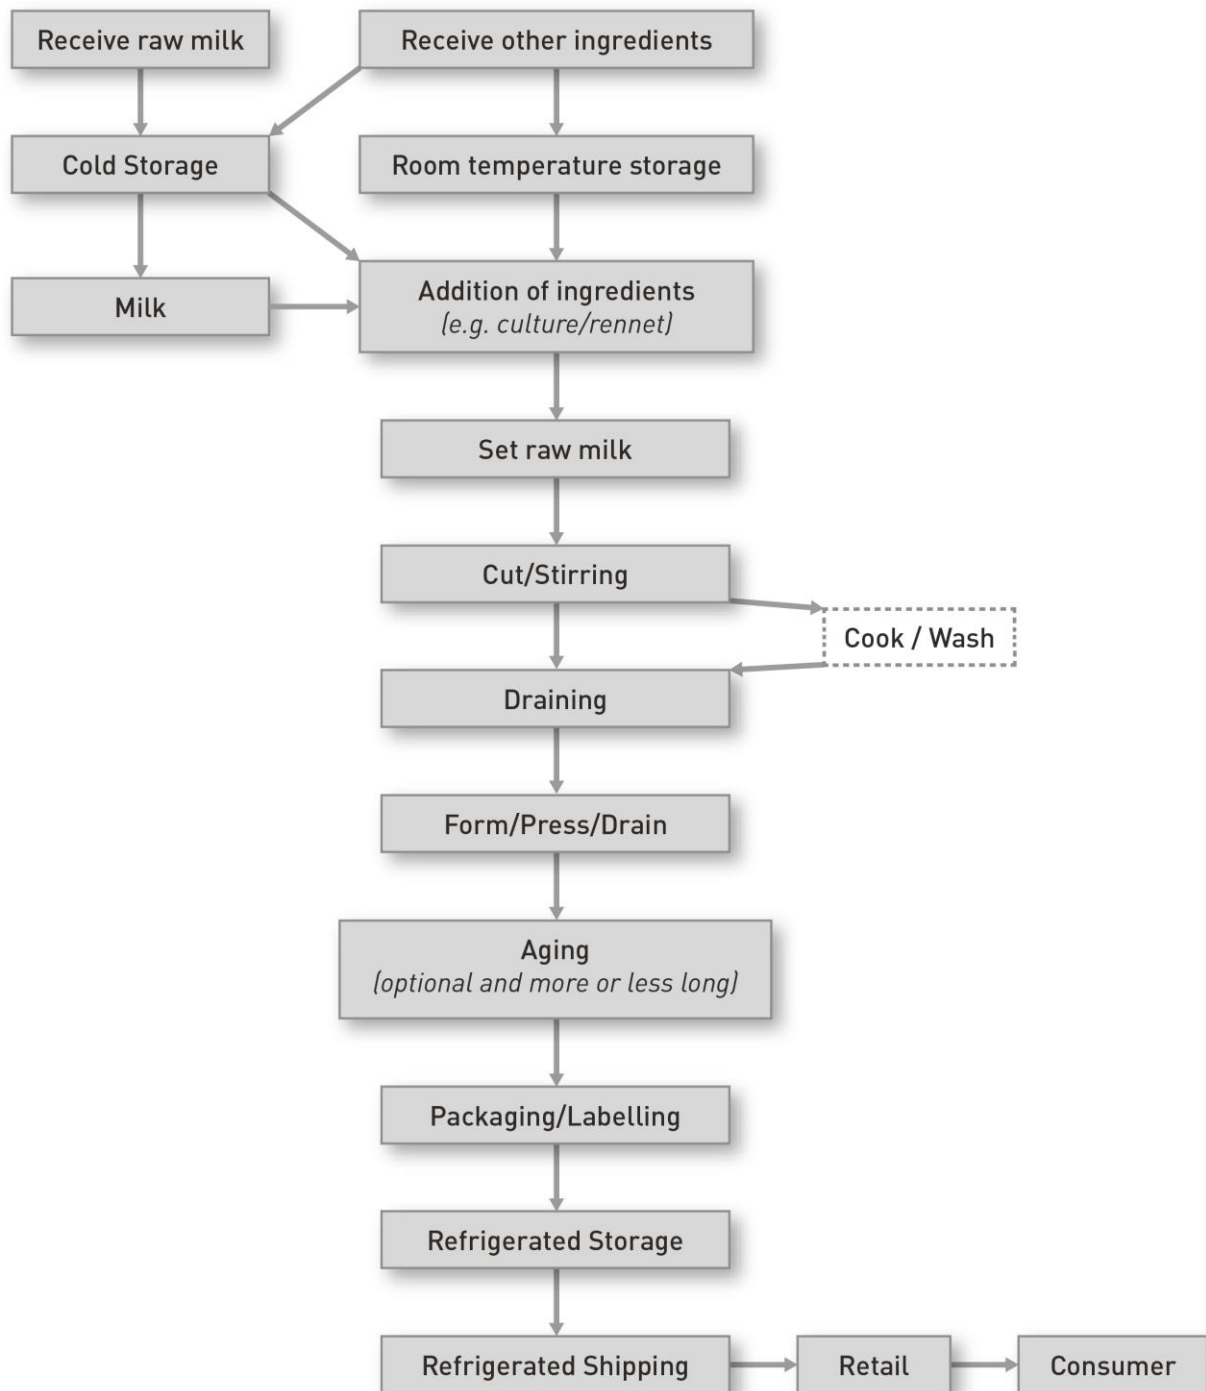 Receive raw milk
Receive other ingredients
Cold Storage
Room temperature storage
Milk
Addition of ingredients
(e.g. culture/rennet)
Set raw milk
Cut/Stirring
Cook / Wash
Draining
Form/Press/Drain
Aging
(optional and more or less long)
Packaging/Labelling
Refrigerated Storage
Refrigerated Shipping
Retail
Consumer